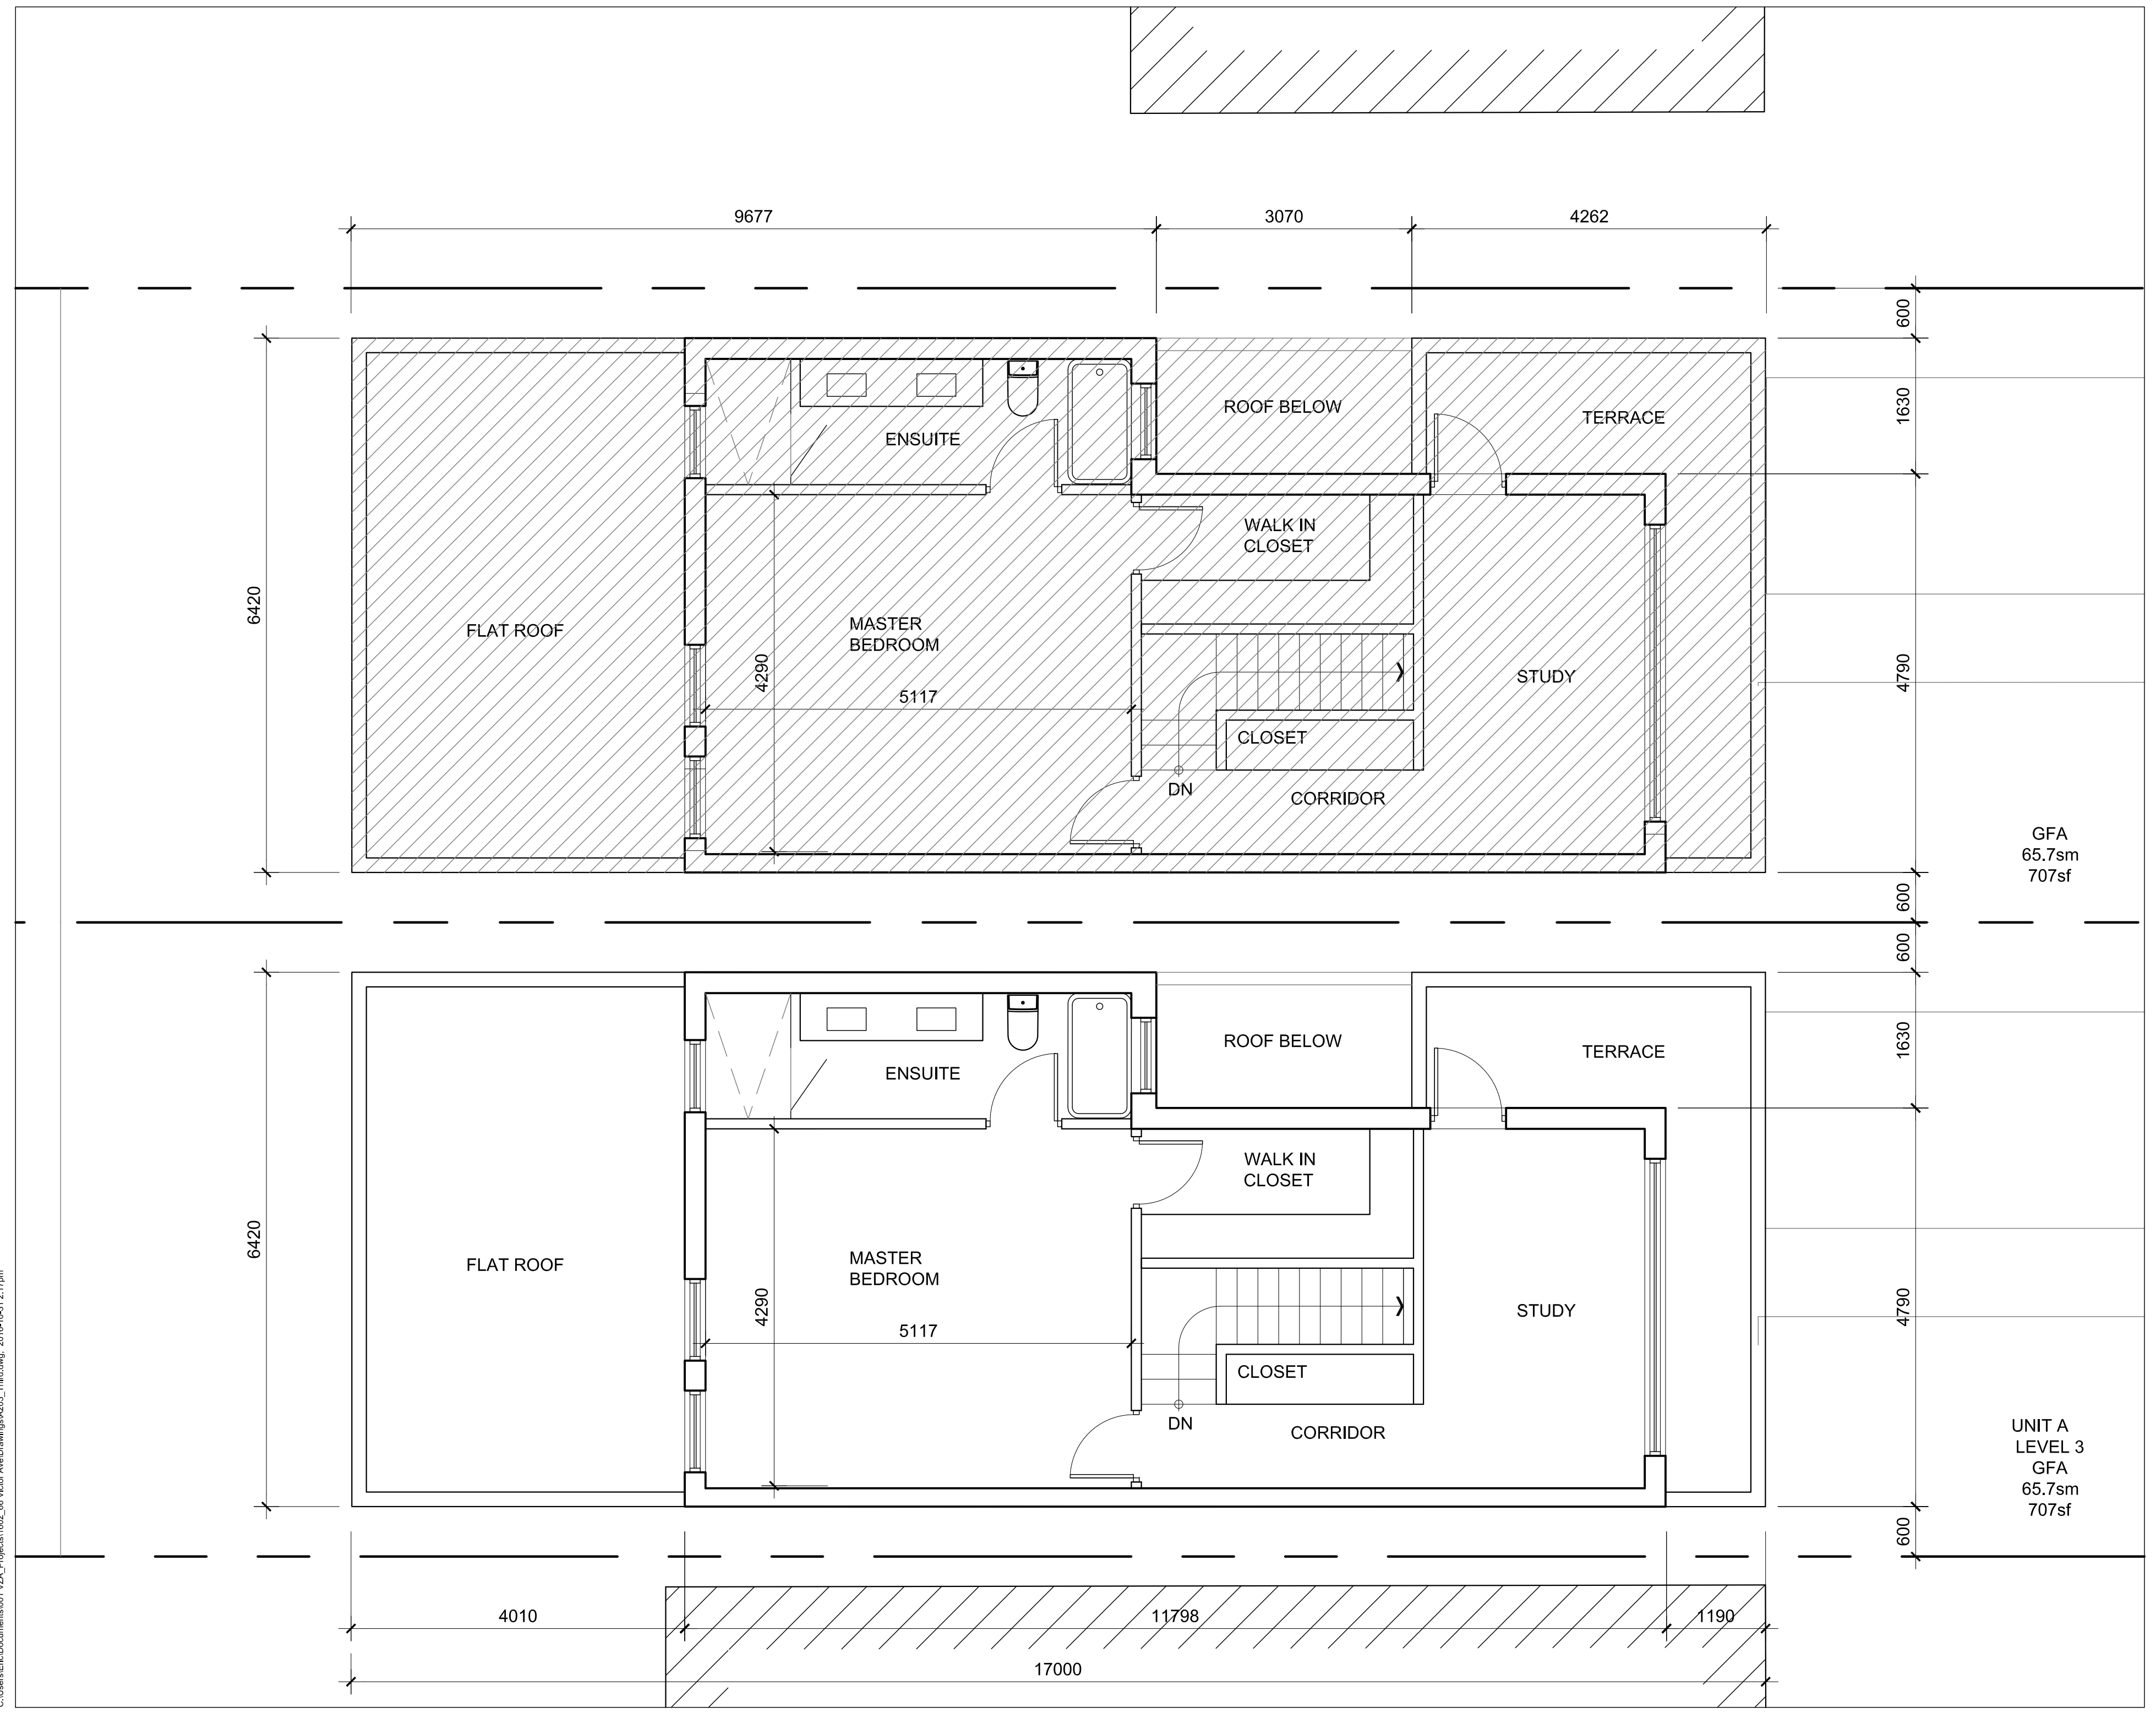 9677
3070
4262
600
1630
ROOF BELOW
TERRACE
ENSUITE
WALK IN
CLOSET
6420
FLAT ROOF
MASTER
BEDROOM
4290
5117
STUDY
4790
CLOSET
DN
CORRIDOR
GFA
65.7sm
707sf
600
600
1630
ROOF BELOW
TERRACE
ENSUITE
WALK IN
CLOSET
6420
FLAT ROOF
MASTER
BEDROOM
4290
5117
STUDY
4790
CLOSET
DN
CORRIDOR
UNIT A
LEVEL 3
GFA
65.7sm
707sf
600
4010
11798
1190
17000